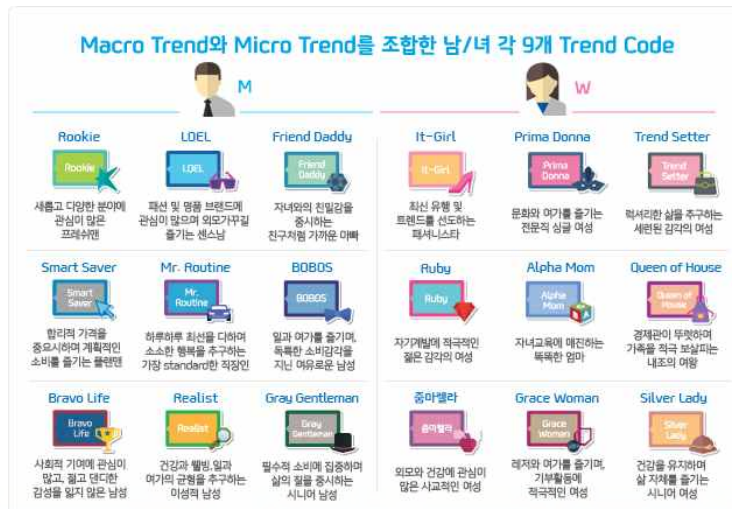 Macro Trend와 Micro Trend를 조합한 남/녀 각 9개 Trend Code
M
W
Rookie
Rookie
새롭고 다양한 분야에
관심이 많은
프레쉬맨
LOEL
LOEL
패션 및 명품 브랜드에
관심이 많으며 외모가꾸길
즐기는 센스남
Friend Daddy
Friend
Daddy
자녀와의 친밀감을
중시하는
친구처럼 가까운 아빠
It-Girl
It-Girl
최신 유행 및
트렌드를 선도하는
패셔니스타
Prima Donna
Prima
Donna
문화와 여가를 즐기는
전문직 싱글 여성
Trend Setter
Trend
Setter
럭셔리한 삶을 추구하는
세련된 감각의 여성
Smart Saver
Smart
Saver
합리적 가격을
중요시하며 계획적인
소비를 즐기는 플랜맨
Mr. Routine
Mr.
Routine
하루하루 최선을 다하며
소소한 행복을 추구하는
가장 standard한 직장인
BOBOS
BOBOS
일과 여가를 즐기며,
독특한 소비감각을
지닌 여유로운 남성
Ruby
Ruby
자기계발에 적극적인
젊은 감각의 여성
Alpha Mom
Alpha
Mom
자녀교육에 매진하는
똑똑한 엄마
Queen of House
Queen of
House
경제관이 뚜렷하며
가족을 적극 보살피는
내조의 여왕
Bravo Life
Bravo
Life
사회적 기여에 관심이
많고, 젊고 댄디한
감성을 잃지 않은 남성
Realist
Realist
건강과 웰빙,일과
여가의 균형을 추구하는
이성적 남성
Gray Gentleman
Gray
Gentleman
필수적 소비에 집중하며
삶의 질을 중시하는
시니어 남성
줌마렐라
줌마렐라
외모와 건강에 관심이
많은 사교적인 여성
Grace Woman
Grace
Woman
레저와 여가를 즐기며,
기부활동에
적극적인 여성
Silver Lady
Silver
Lady
건강을 유지하며
삶 자체를 즐기는
시니어 여성